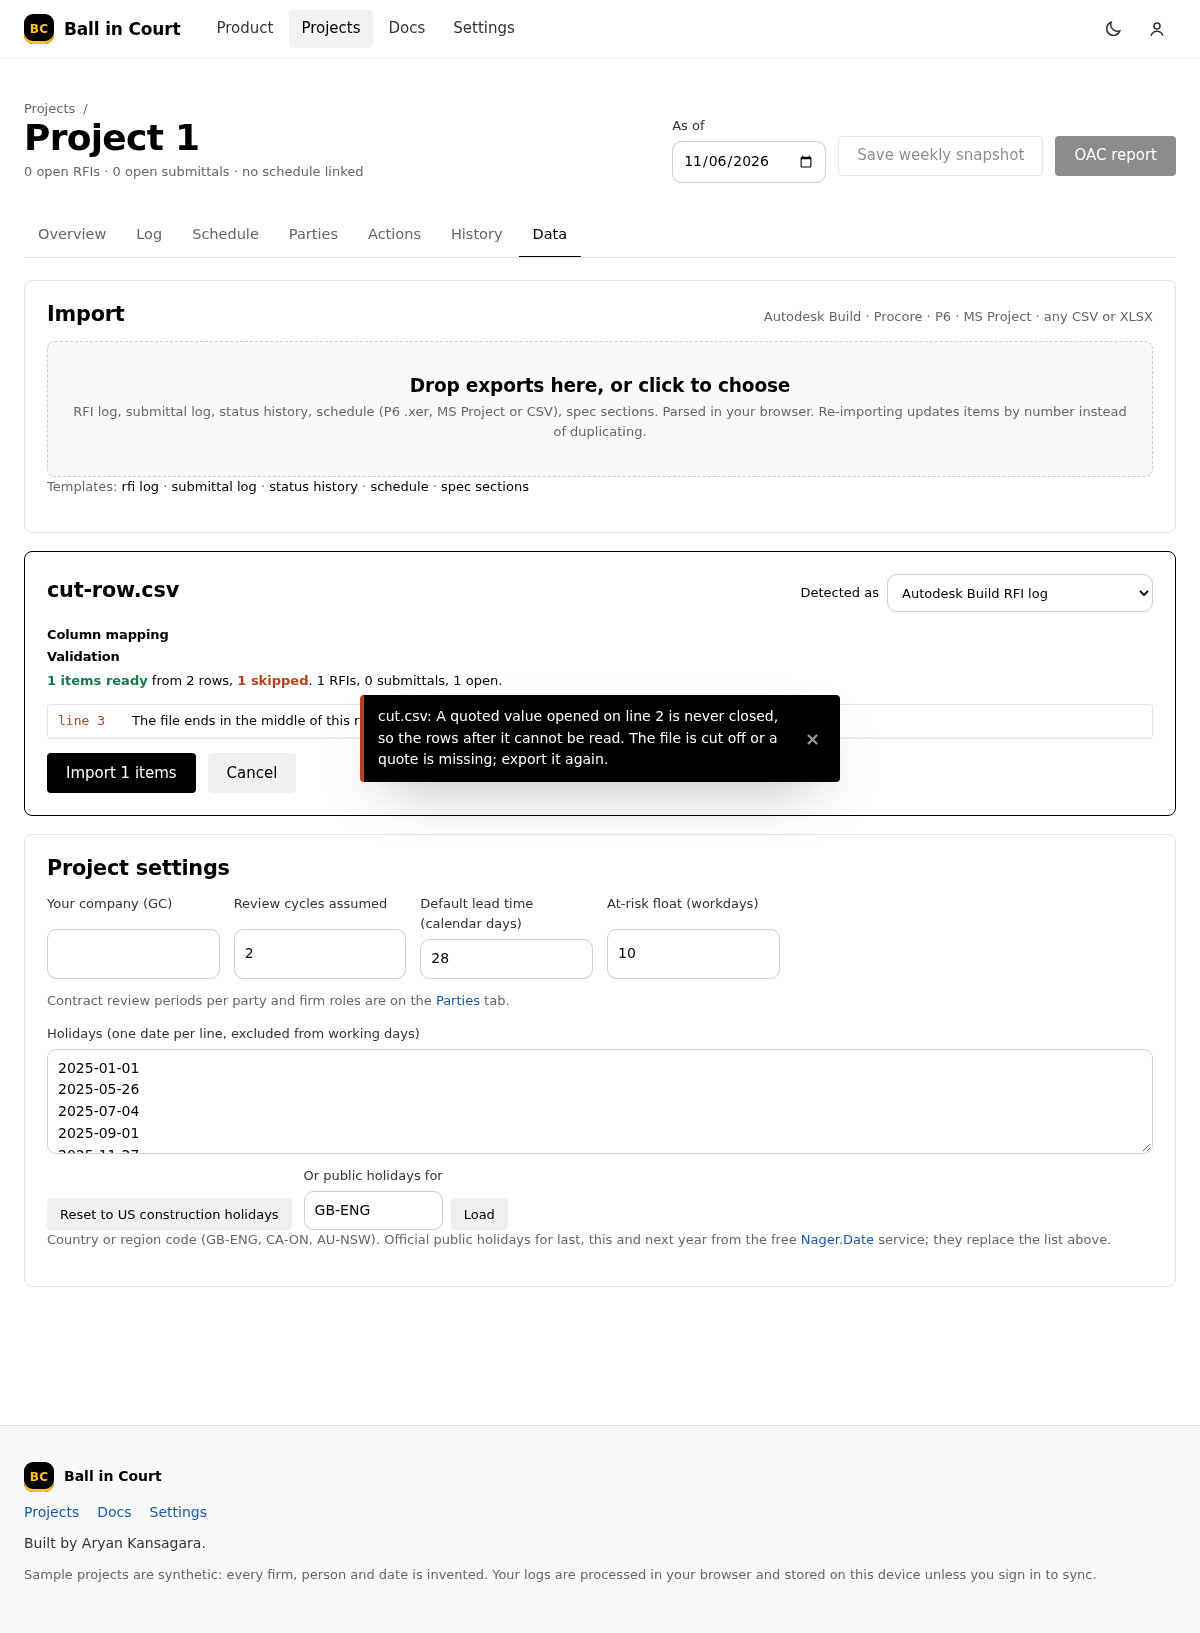 BC Ball in Court Product Projects Docs Settings
Projects /
Project 1
0 open RFIs · 0 open submittals · no schedule linked
As of
11/06/2026
Save weekly snapshot
OAC report
Overview Log Schedule Parties Actions History Data
Import
Autodesk Build · Procore · P6 · MS Project · any CSV or XLSX
Drop exports here, or click to choose
RFI log, submittal log, status history, schedule (P6 .xer, MS Project or CSV), spec sections. Parsed in your browser. Re-importing updates items by number instead
of duplicating.
Templates: rfi log · submittal log · status history · schedule · spec sections
cut-row.csv
Detected as Autodesk Build RFI log
Column mapping
Validation
1 items ready from 2 rows, 1 skipped. 1 RFIs, 0 submittals, 1 open.
line 3 The file ends in the middle of this
cut.csv: A quoted value opened on line 2 is never closed,
so the rows after it cannot be read. The file is cut off or a
quote is missing; export it again.
×
Import 1 items Cancel
Project settings
Your company (GC)
Review cycles assumed
2
Default lead time
(calendar days)
28
At-risk float (workdays)
10
Contract review periods per party and firm roles are on the Parties tab.
Holidays (one date per line, excluded from working days)
2025-01-01
2025-05-26
2025-07-04
2025-09-01
2025-11-27
Reset to US construction holidays
Or public holidays for
GB-ENG
Load
Country or region code (GB-ENG, CA-ON, AU-NSW). Official public holidays for last, this and next year from the free Nager.Date service; they replace the list above.
BC Ball in Court
Projects Docs Settings
Built by Aryan Kansagara.
Sample projects are synthetic: every firm, person and date is invented. Your logs are processed in your browser and stored on this device unless you sign in to sync.